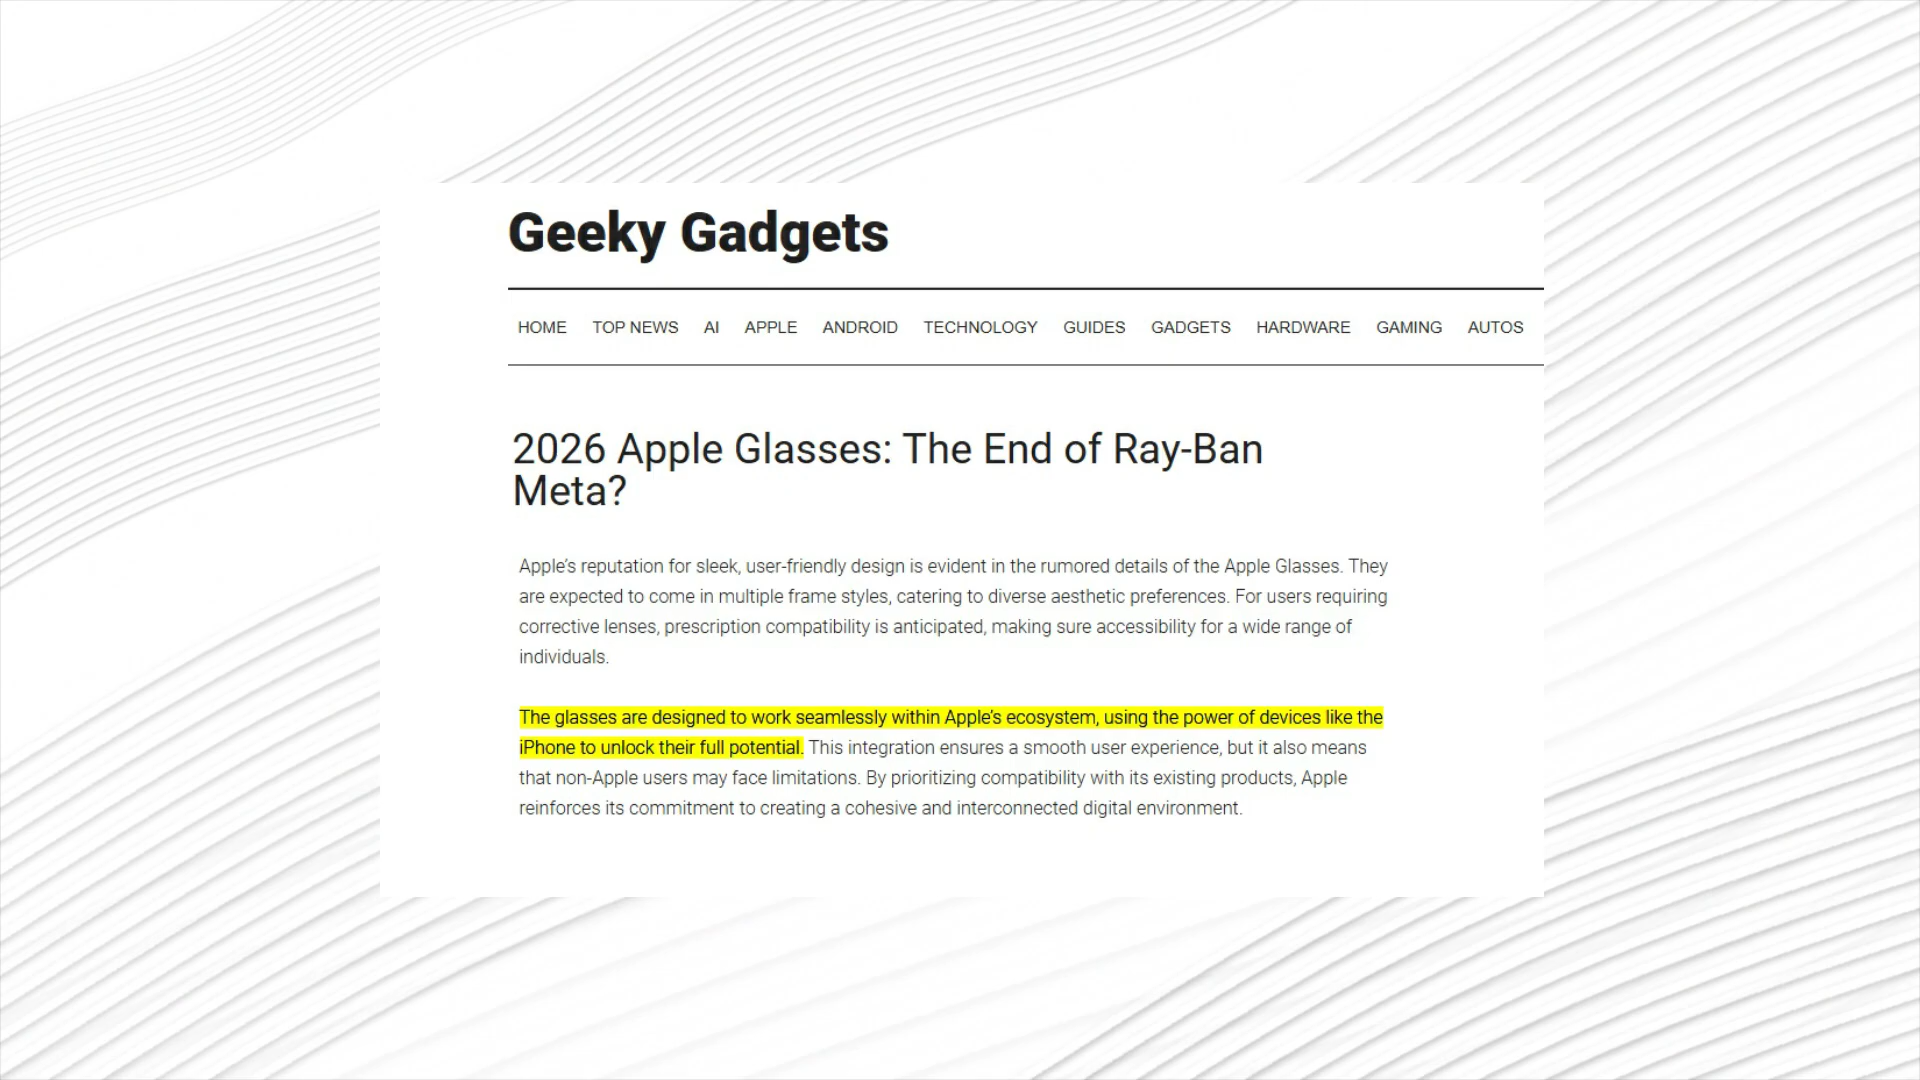 Geeky Gadgets
HOME TOP NEWS AI APPLE ANDROID TECHNOLOGY GUIDES GADGETS HARDWARE GAMING AUTOS
2026 Apple Glasses: The End of Ray-Ban
Meta?
Apple’s reputation for sleek, user-friendly design is evident in the rumored details of the Apple Glasses. They
are expected to come in multiple frame styles, catering to diverse aesthetic preferences. For users requiring
corrective lenses, prescription compatibility is anticipated, making sure accessibility for a wide range of
individuals.
The glasses are designed to work seamlessly within Apple’s ecosystem, using the power of devices like the
iPhone to unlock their full potential. This integration ensures a smooth user experience, but it also means
that non-Apple users may face limitations. By prioritizing compatibility with its existing products, Apple
reinforces its commitment to creating a cohesive and interconnected digital environment.